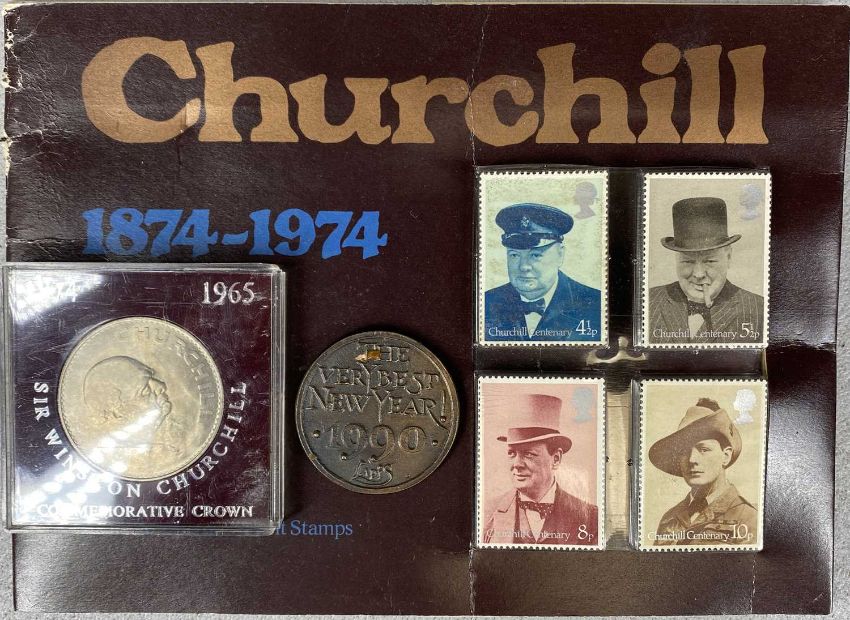 Churchill
1874-1974
Churchill Centenary 4½p
Churchill Centenary 5½p
1965
CHURCHILL
SIR WINSTON CHURCHILL
COMMEMORATIVE CROWN
THE
VERY BEST
NEW YEAR!
·1990·
Churchill Centenary 8p
Churchill Centenary 10p
Stamps